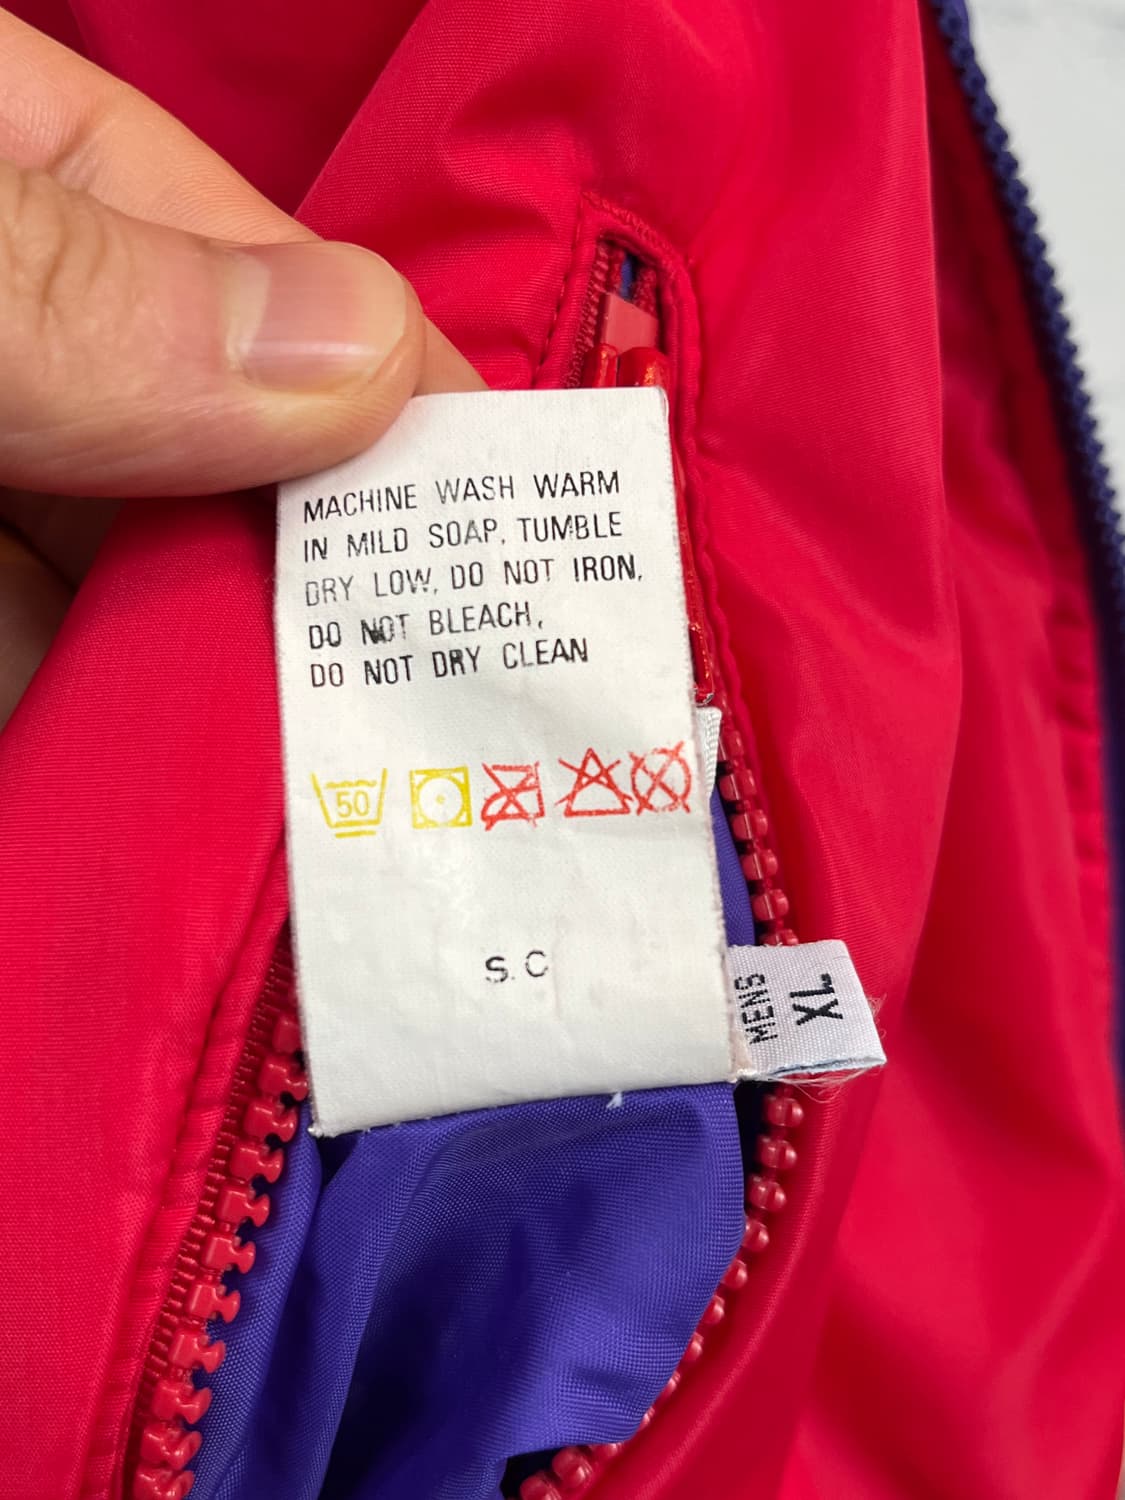 MACHINE WASH WARM
IN MILD SOAP, TUMBLE
DRY LOW, DO NOT IRON,
DO NOT BLEACH,
DO NOT DRY CLEAN
50
S. C
MENS
XL